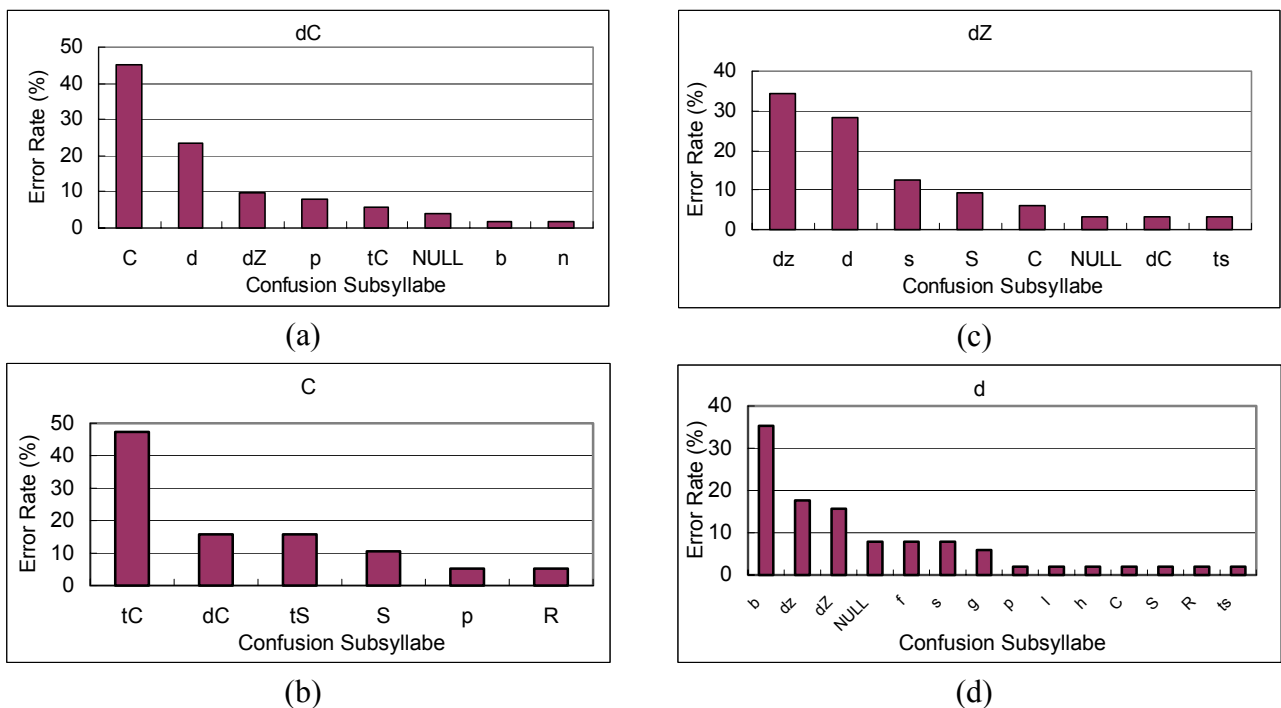 dC
50
40
30
20
10
0
Error Rate (%)
C d dZ p tC NULL b n
Confusion Subsyllabe
(a)
dZ
40
30
20
10
0
Error Rate (%)
dz d s S C NULL dC ts
Confusion Subsyllabe
(c)
C
50
40
30
20
10
0
Error Rate (%)
tC dC tS S p R
Confusion Subsyllabe
(b)
d
40
30
20
10
0
Error Rate (%)
b dz dZ NULL f s g p l h C S R ts
Confusion Subsyllabe
(d)